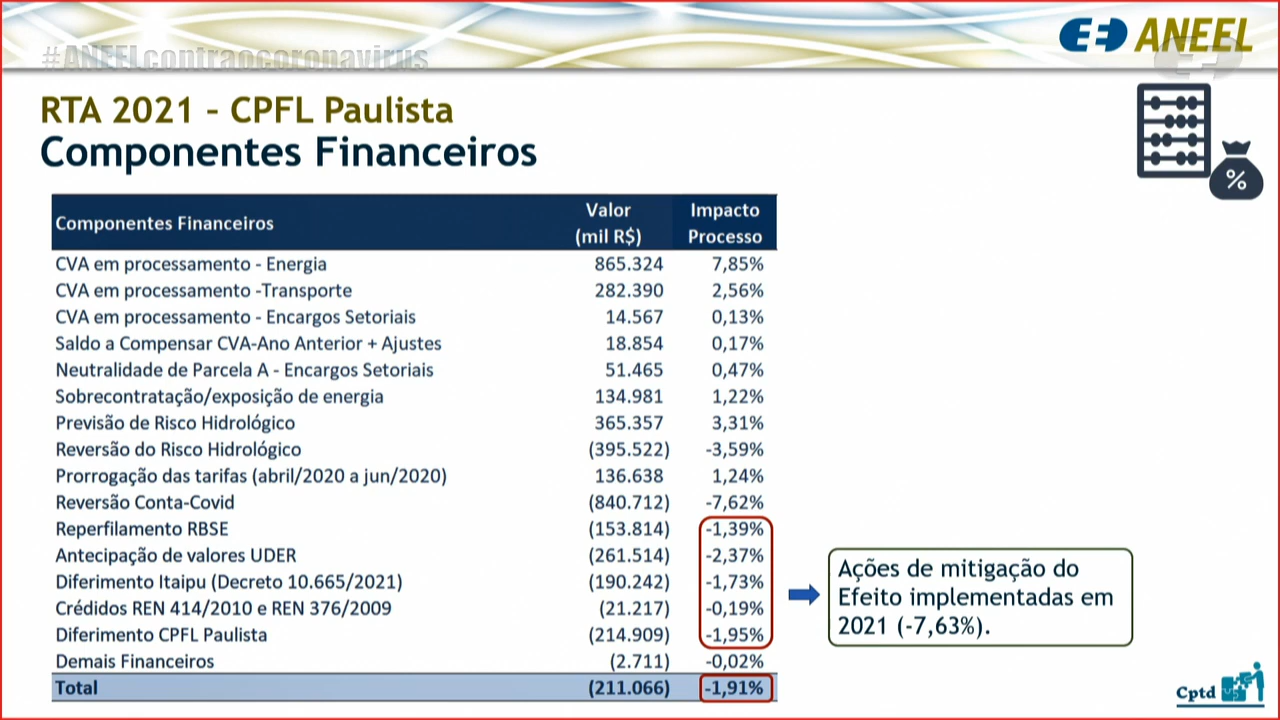 #ANEELcontraocoronavirus
ANEEL
RTA 2021 – CPFL Paulista
Componentes Financeiros
%
Componentes Financeiros Valor (mil R$) Impacto Processo
CVA em processamento - Energia 865.324 7,85%
CVA em processamento -Transporte 282.390 2,56%
CVA em processamento - Encargos Setoriais 14.567 0,13%
Saldo a Compensar CVA-Ano Anterior + Ajustes 18.854 0,17%
Neutralidade de Parcela A - Encargos Setoriais 51.465 0,47%
Sobrecontratação/exposição de energia 134.981 1,22%
Previsão de Risco Hidrológico 365.357 3,31%
Reversão do Risco Hidrológico (395.522) -3,59%
Prorrogação das tarifas (abril/2020 a jun/2020) 136.638 1,24%
Reversão Conta-Covid (840.712) -7,62%
Reperfilamento RBSE (153.814) -1,39%
Antecipação de valores UDER (261.514) -2,37%
Diferimento Itaipu (Decreto 10.665/2021) (190.242) -1,73%
Crédidos REN 414/2010 e REN 376/2009 (21.217) -0,19%
Diferimento CPFL Paulista (214.909) -1,95%
Demais Financeiros (2.711) -0,02%
Total (211.066) -1,91%
Ações de mitigação do
Efeito implementadas em
2021 (-7,63%).
Cptd